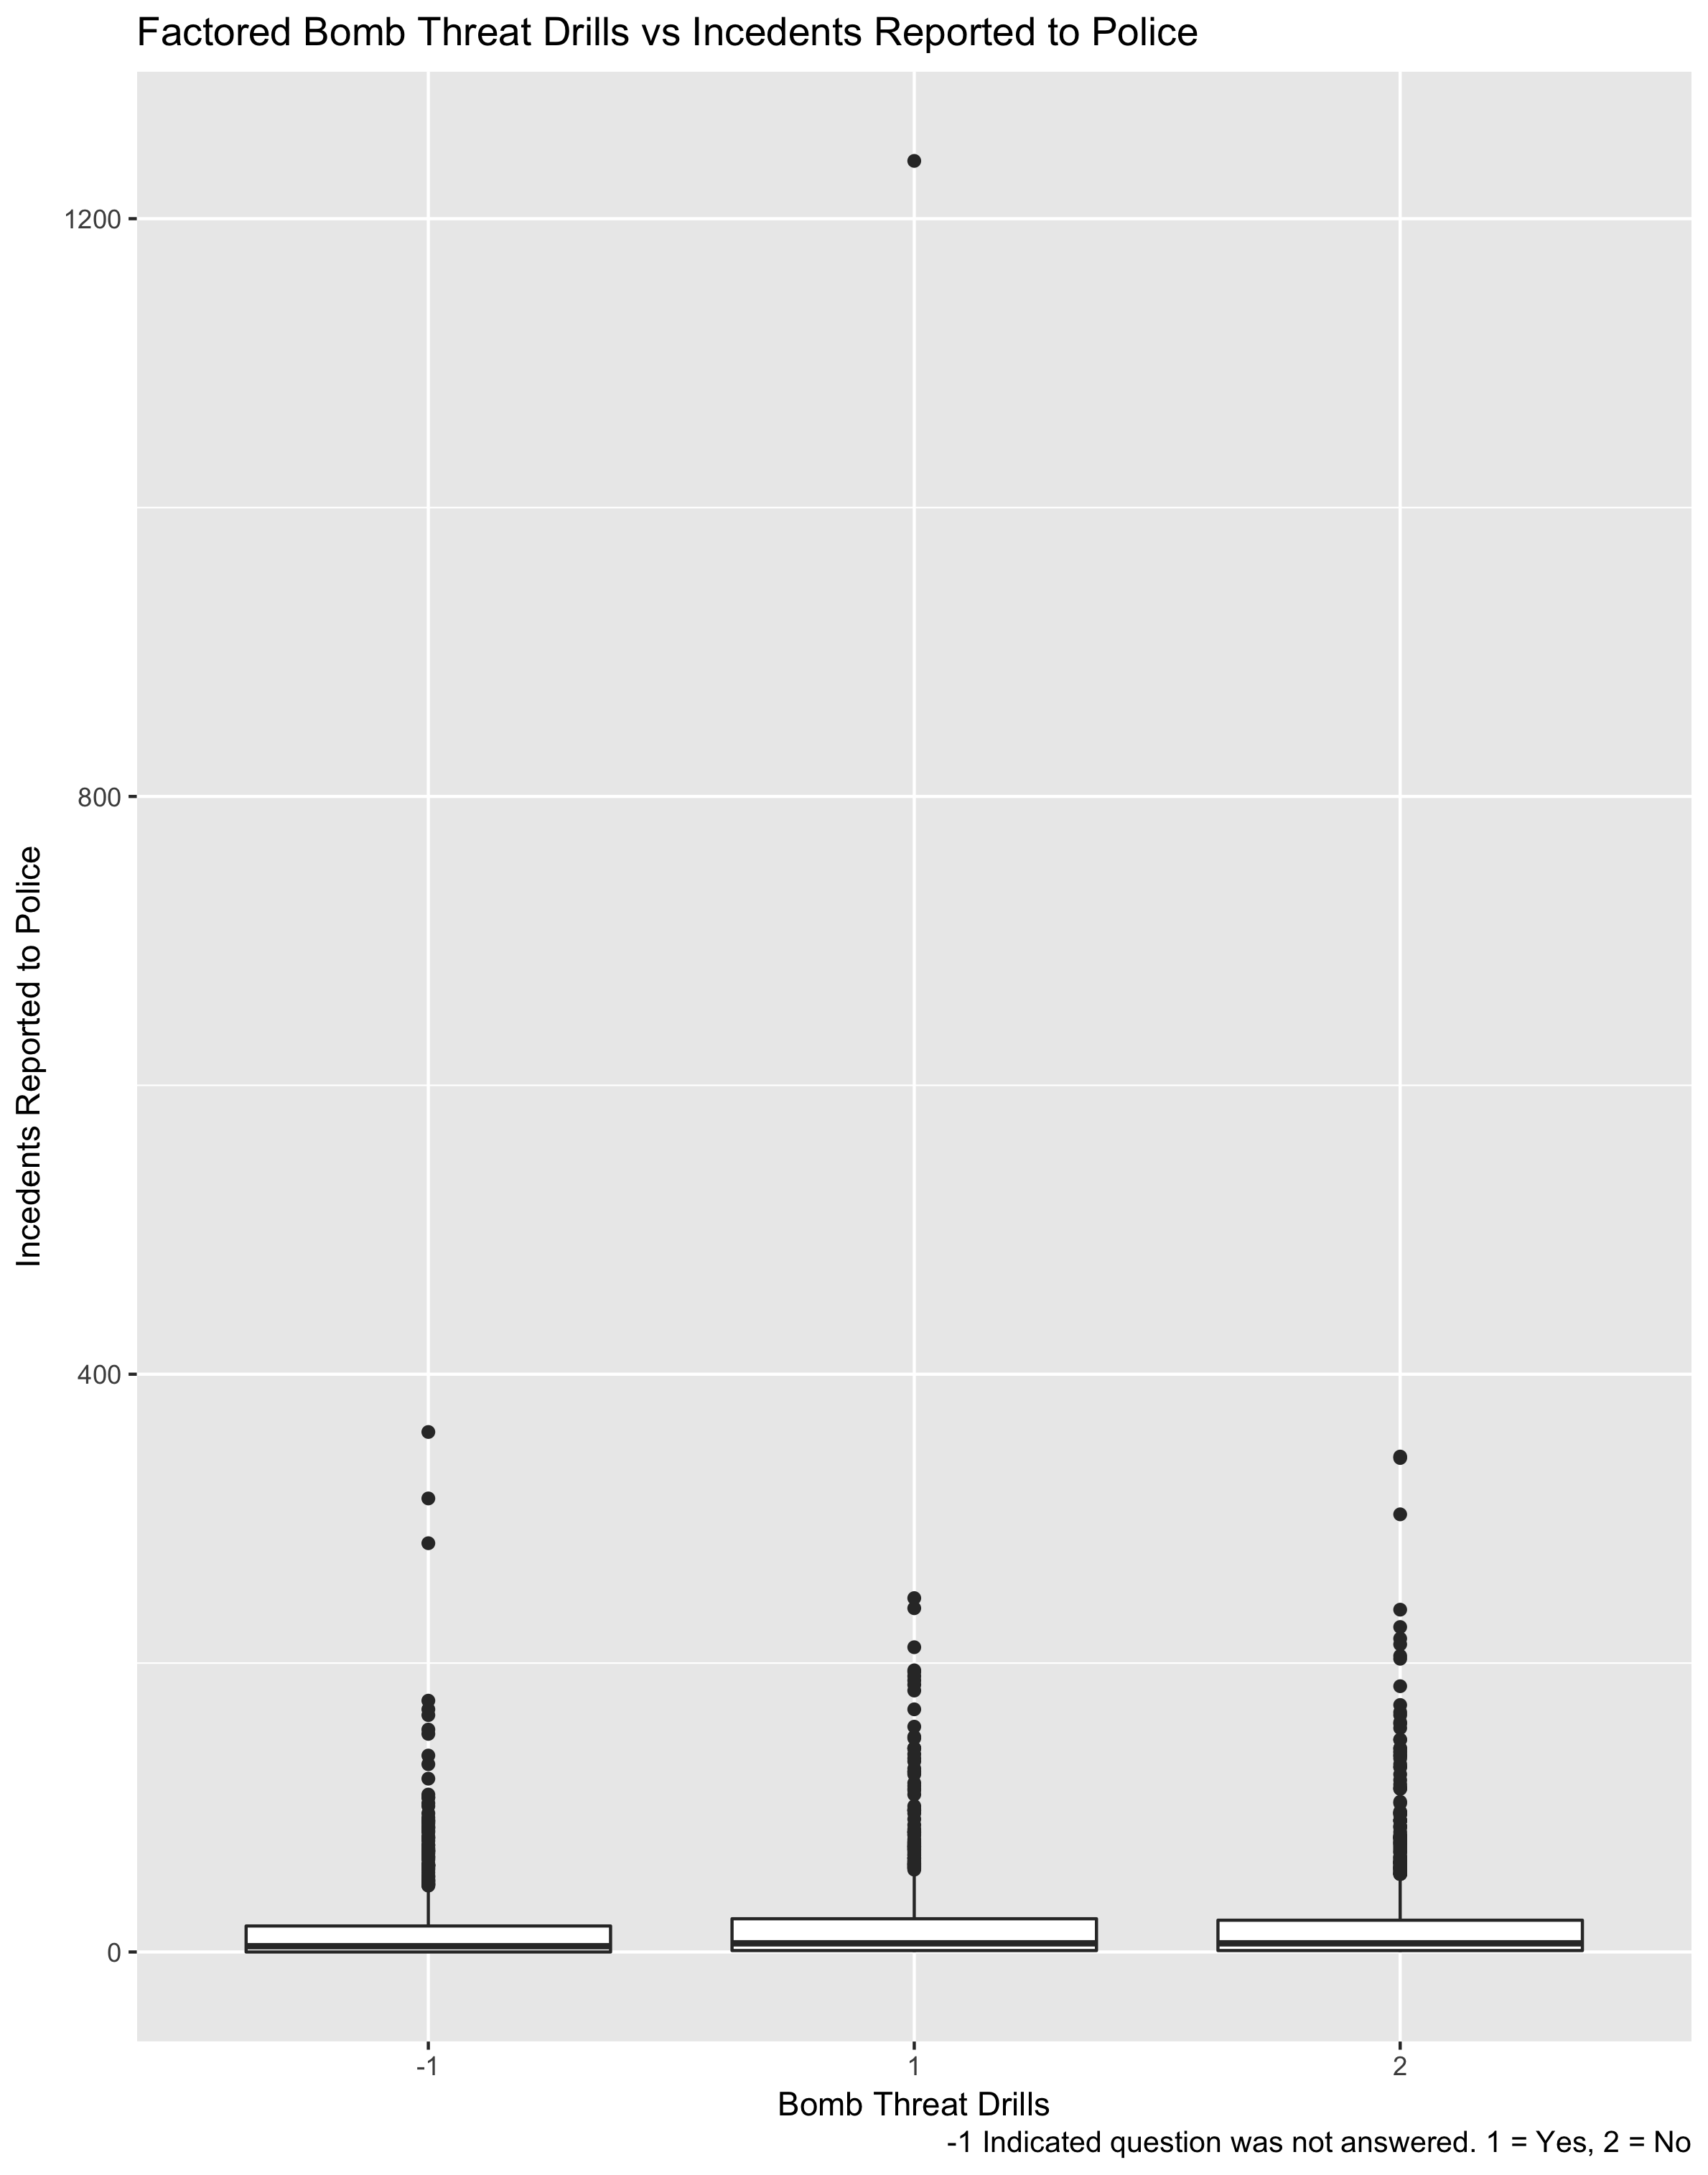 Factored Bomb Threat Drills vs Incedents Reported to Police
1200
800
400
0
Incedents Reported to Police
-1
1
2
Bomb Threat Drills
-1 Indicated question was not answered. 1 = Yes, 2 = No